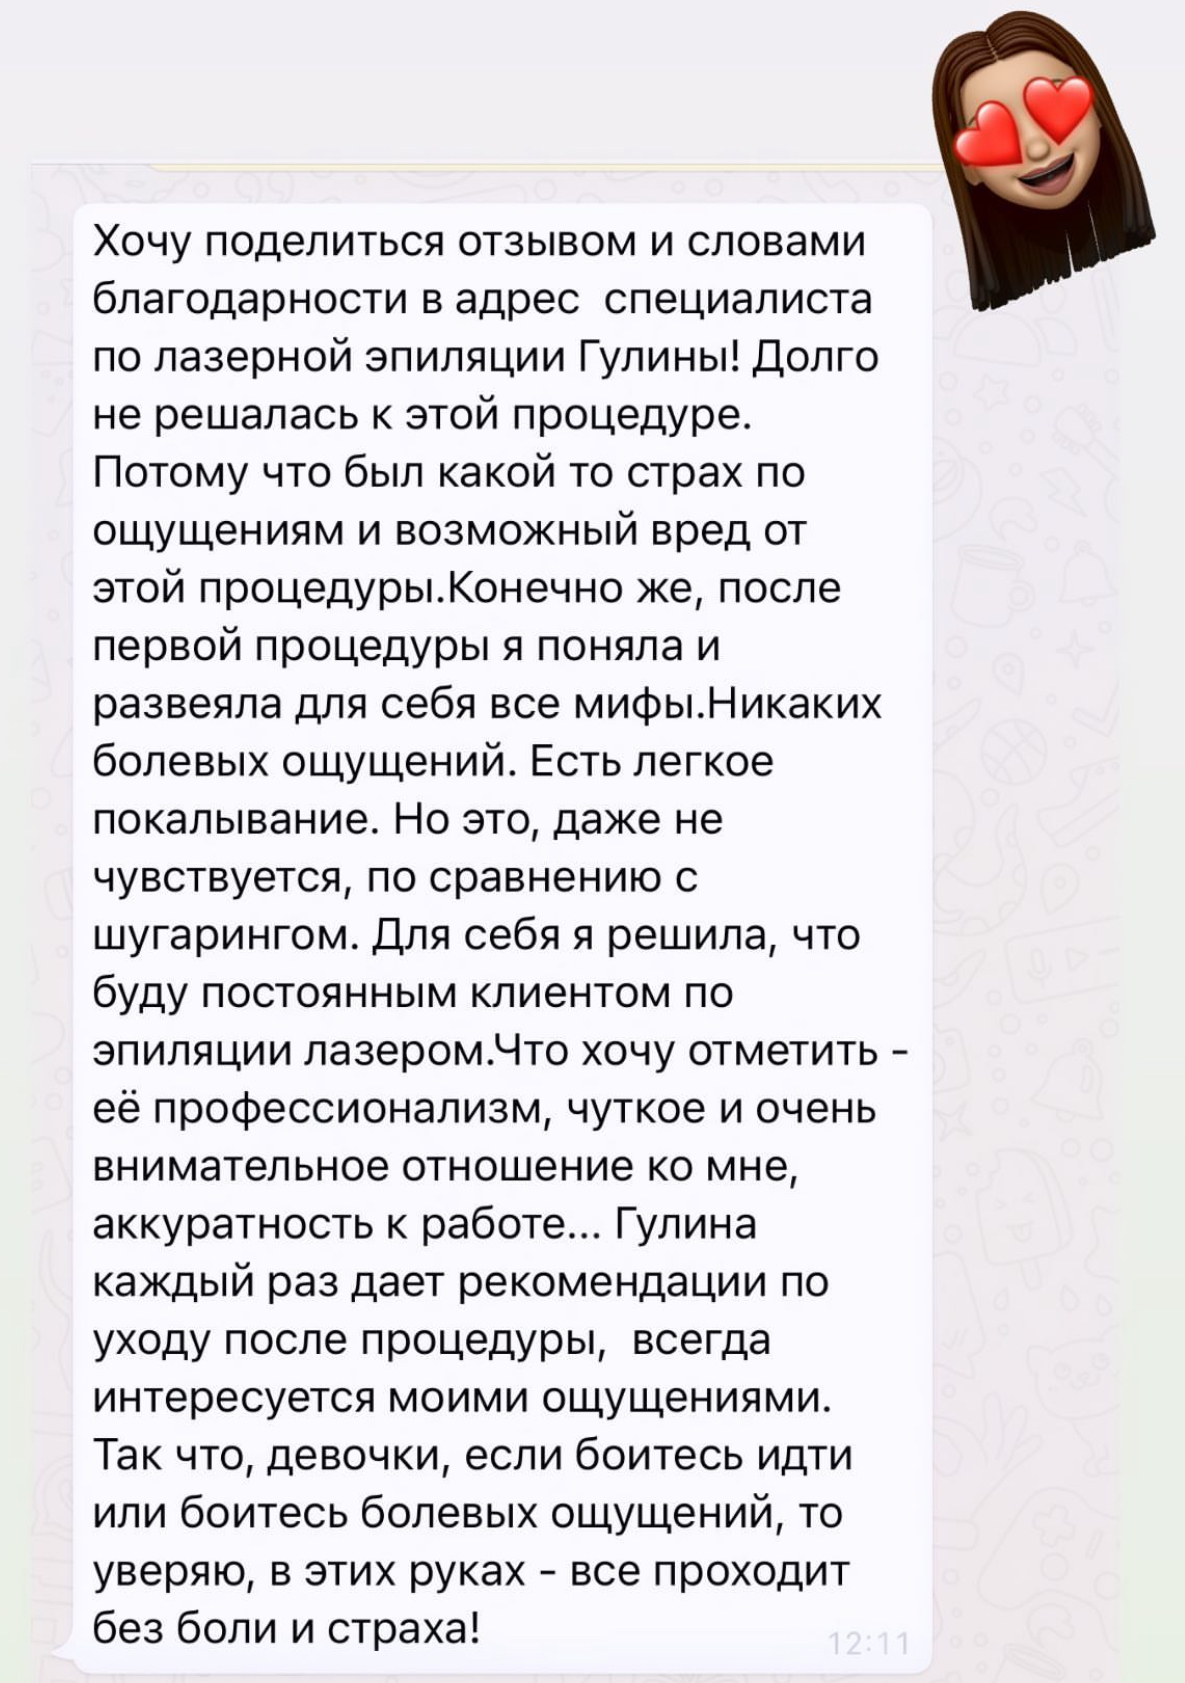 Хочу поделиться отзывом и словами
благодарности в адрес  специалиста
по лазерной эпиляции Гулины! Долго
не решалась к этой процедуре.
Потому что был какой то страх по
ощущениям и возможный вред от
этой процедуры.Конечно же, после
первой процедуры я поняла и
развеяла для себя все мифы.Никаких
болевых ощущений. Есть легкое
покалывание. Но это, даже не
чувствуется, по сравнению с
шугарингом. Для себя я решила, что
буду постоянным клиентом по
эпиляции лазером.Что хочу отметить -
её профессионализм, чуткое и очень
внимательное отношение ко мне,
аккуратность к работе... Гулина
каждый раз дает рекомендации по
уходу после процедуры,  всегда
интересуется моими ощущениями.
Так что, девочки, если боитесь идти
или боитесь болевых ощущений, то
уверяю, в этих руках - все проходит
без боли и страха!
12:11